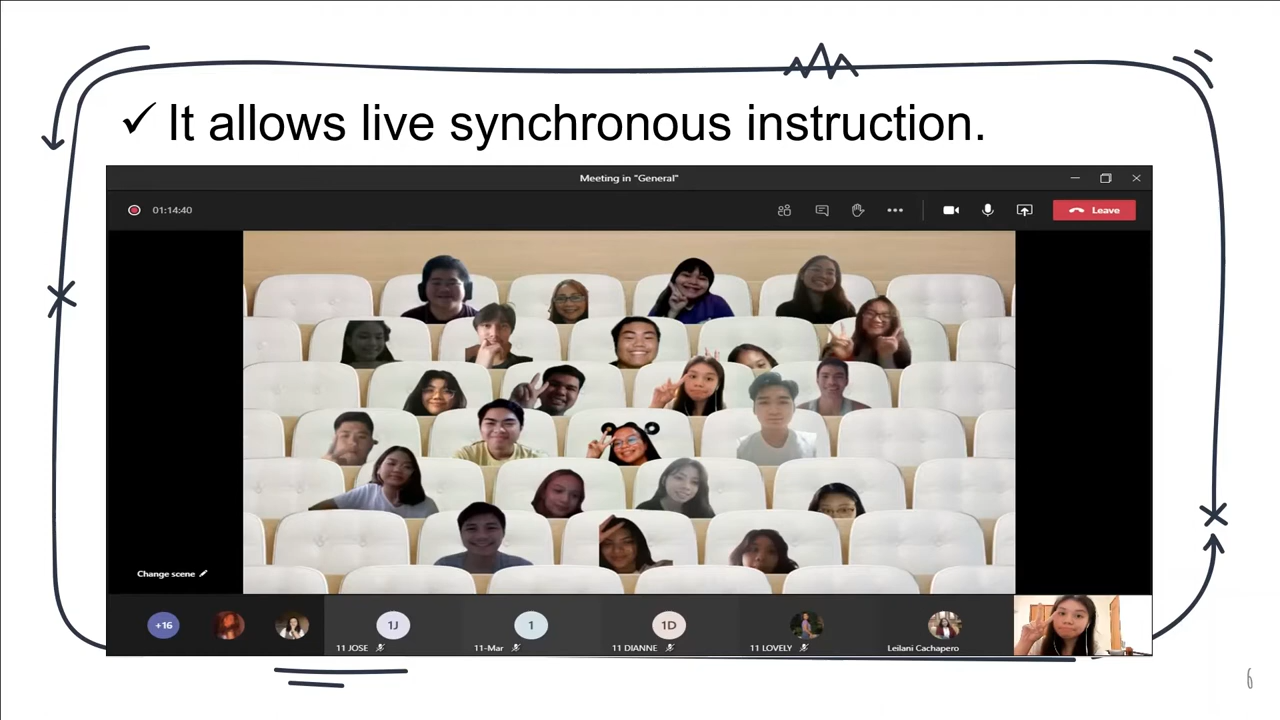 ✓ It allows live synchronous instruction.
Meeting in "General"
01:14:40
Leave
Change scene
+16
1J
1
1D
11 JOSE
11-Mar
11 DIANNE
11 LOVELY
Leilani Cachapero
6